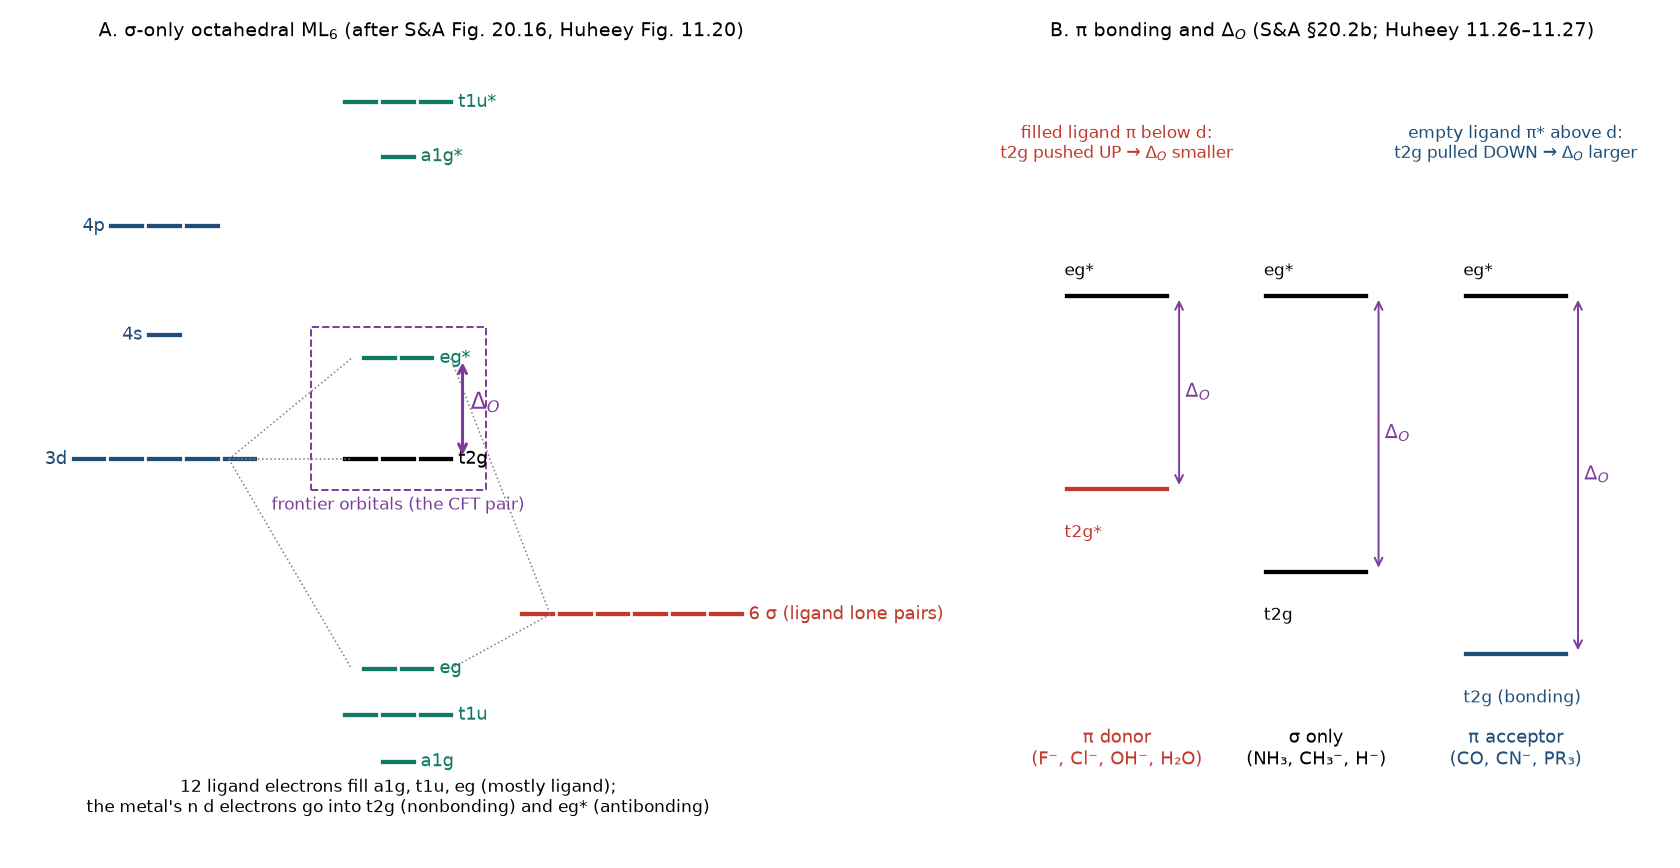 A. σ-only octahedral ML₆ (after S&A Fig. 20.16, Huheey Fig. 11.20)
t1u*
a1g*
4p
4s
eg*
Δ_O
3d
t2g
frontier orbitals (the CFT pair)
6 σ (ligand lone pairs)
eg
t1u
a1g
12 ligand electrons fill a1g, t1u, eg (mostly ligand);
the metal's n d electrons go into t2g (nonbonding) and eg* (antibonding)
B. π bonding and Δ_O (S&A §20.2b; Huheey 11.26–11.27)
filled ligand π below d:
t2g pushed UP → Δ_O smaller
empty ligand π* above d:
t2g pulled DOWN → Δ_O larger
eg*
Δ_O
t2g*
π donor
(F⁻, Cl⁻, OH⁻, H₂O)
eg*
Δ_O
t2g
σ only
(NH₃, CH₃⁻, H⁻)
eg*
Δ_O
t2g (bonding)
π acceptor
(CO, CN⁻, PR₃)